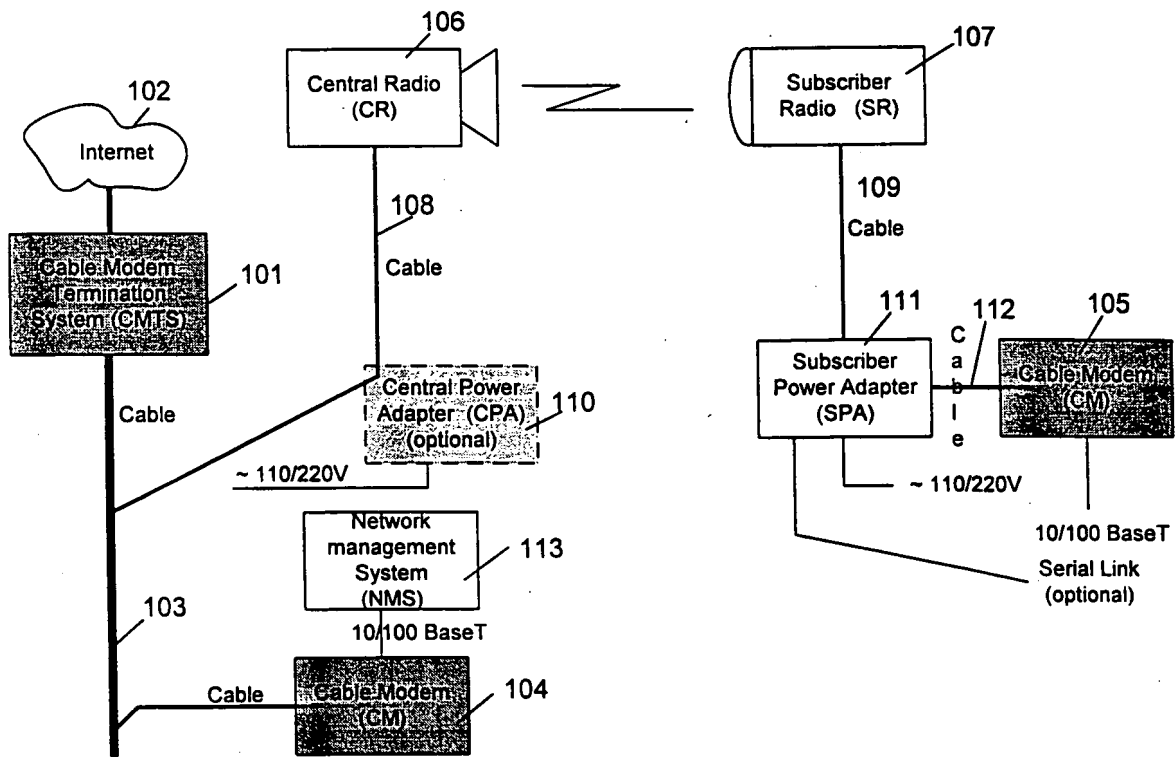 106
Central Radio
(CR)
107
Subscriber
Radio (SR)
102
Internet
108
Cable
109
Cable
Cable Modem
Termination
System (CMTS)
101
Cable
Central Power
Adapter (CPA)
(optional)
110
~ 110/220V
111
Subscriber
Power Adapter
(SPA)
Cable
112
105
Cable Modem
(CM)
~ 110/220V
10/100 BaseT
Serial Link
(optional)
Network
management
System
(NMS)
113
10/100 BaseT
103
Cable
Cable Modem
(CM)
104